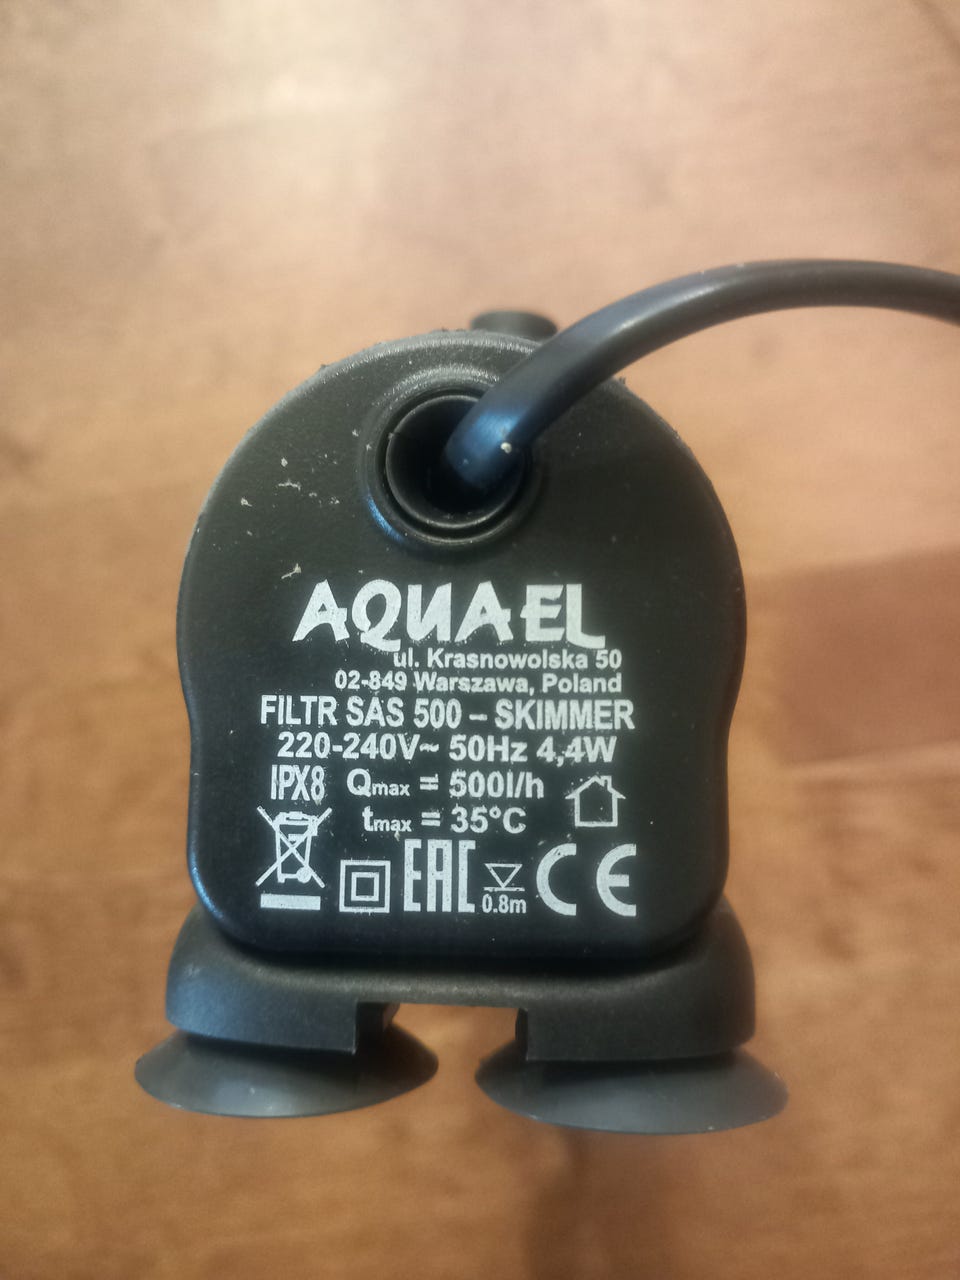 AQUAEL
ul. Krasnowolska 50
02-849 Warszawa, Poland
FILTR SAS 500 – SKIMMER
220-240V~ 50Hz 4,4W
IPX8 Qmax = 500l/h
tmax = 35°C
EAC 0.8m CE